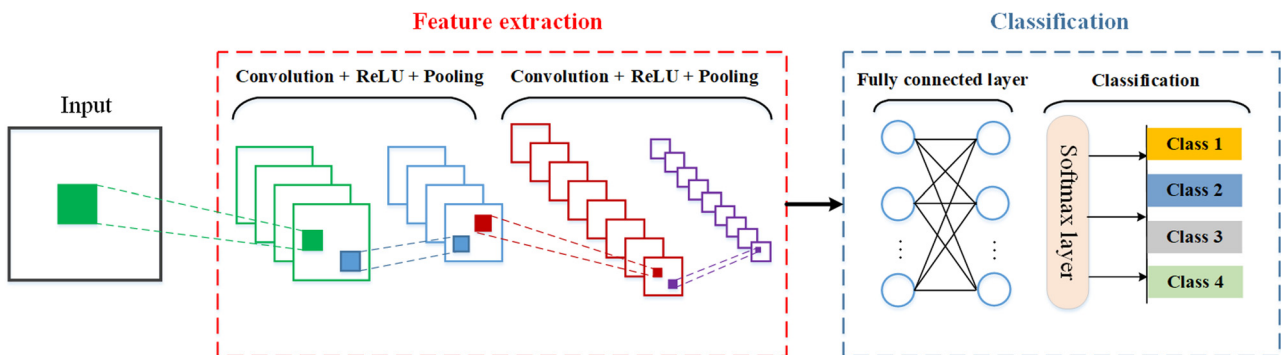 Feature extraction
Classification
Convolution + ReLU + Pooling
Convolution + ReLU + Pooling
Fully connected layer
Classification
Input
Softmax layer
Class 1
Class 2
Class 3
Class 4